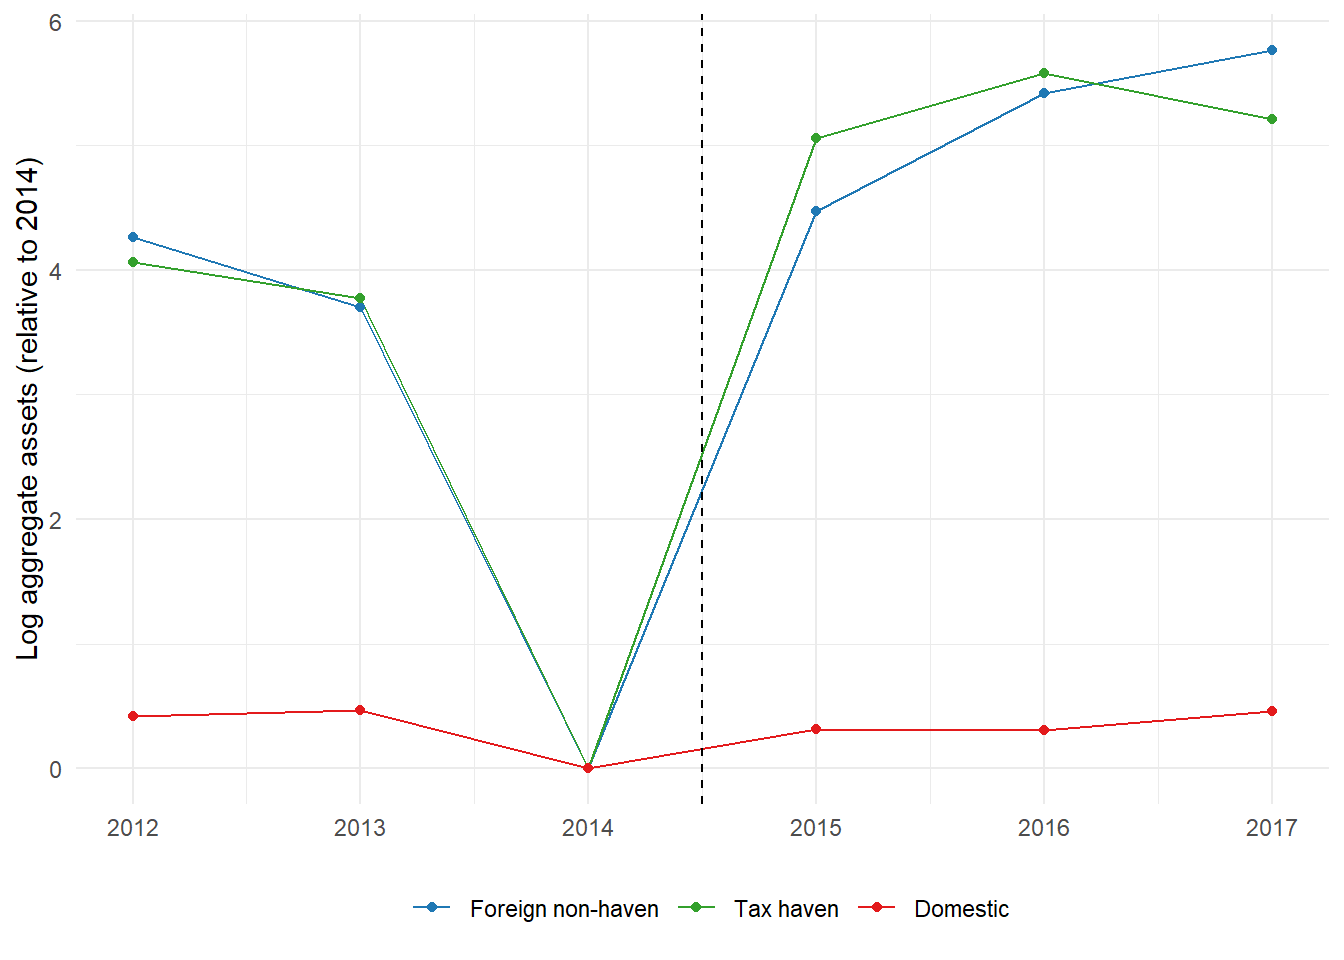 Log aggregate assets (relative to 2014)
6
4
2
0
2012 2013 2014 2015 2016 2017
Foreign non-haven Tax haven Domestic